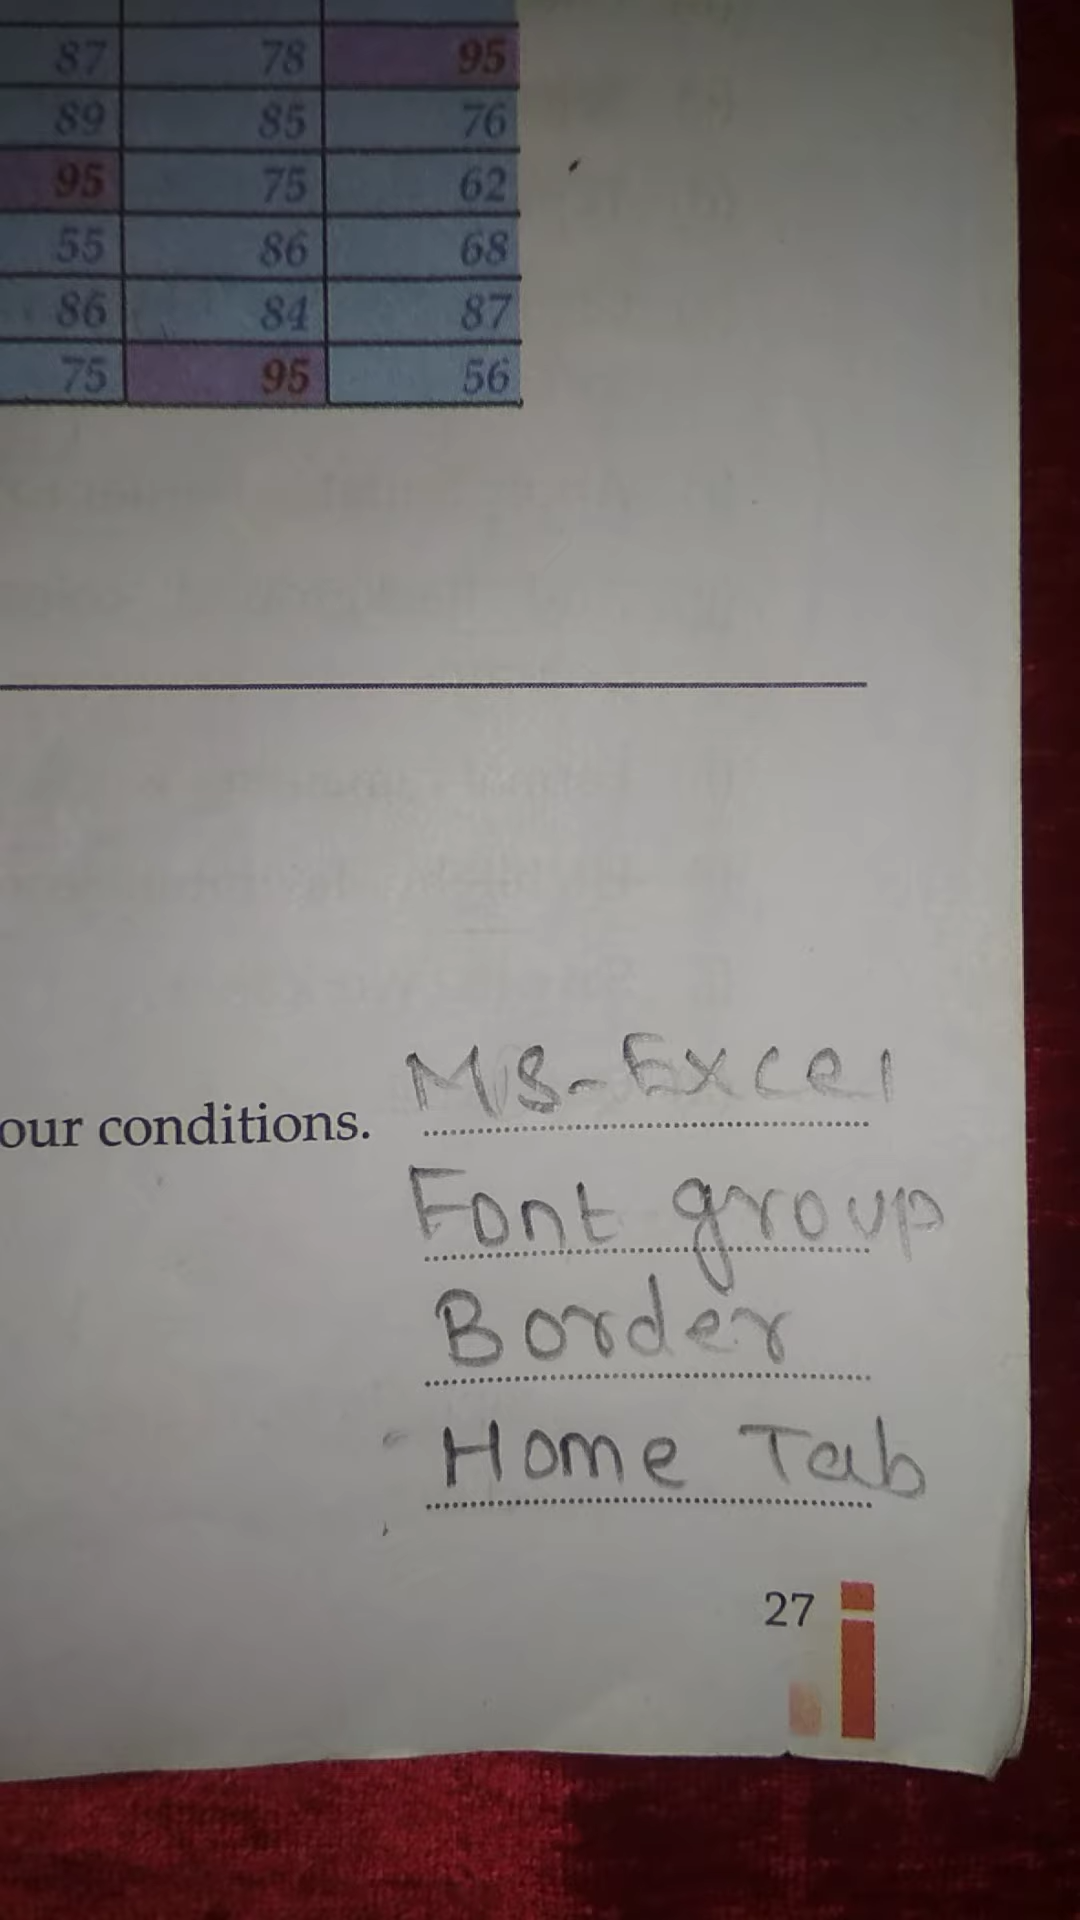 87 78 95
89 85 76
95 75 62
55 86 68
86 84 87
75 95 56
MS-Excel
our conditions.
Font group
Border
Home Tab
27